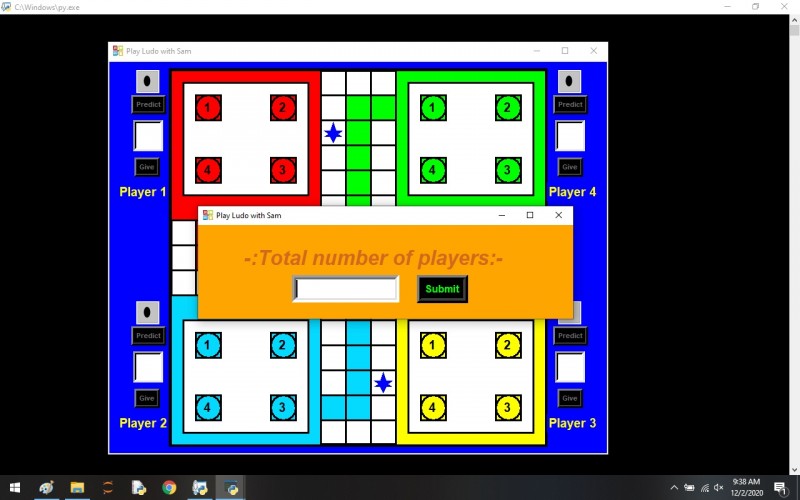 C:\Windows\py.exe
Play Ludo with Sam
Predict
Give
Player 1
1 2
4 3
1 2
4 3
Predict
Give
Player 4
Play Ludo with Sam
-:Total number of players:-
Submit
Predict
Give
Player 2
1 2
4 3
1 2
4 3
Predict
Give
Player 3
9:38 AM
12/2/2020
1